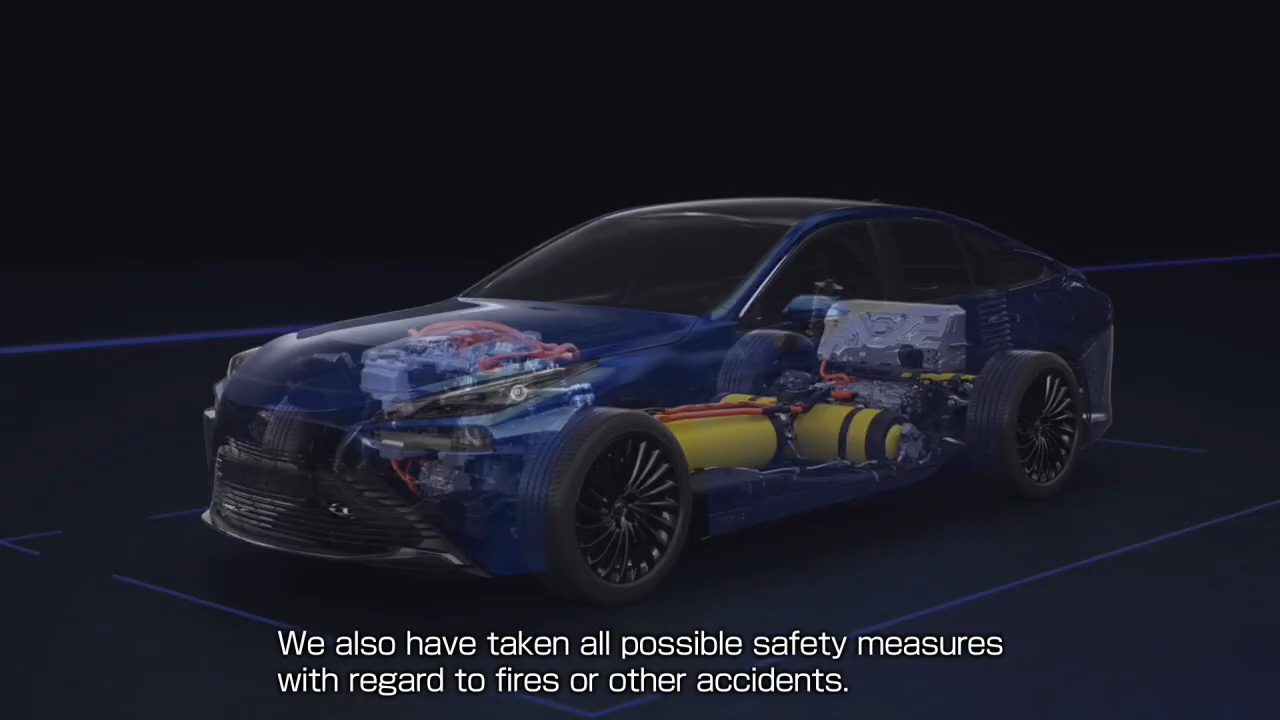 We also have taken all possible safety measures
with regard to fires or other accidents.